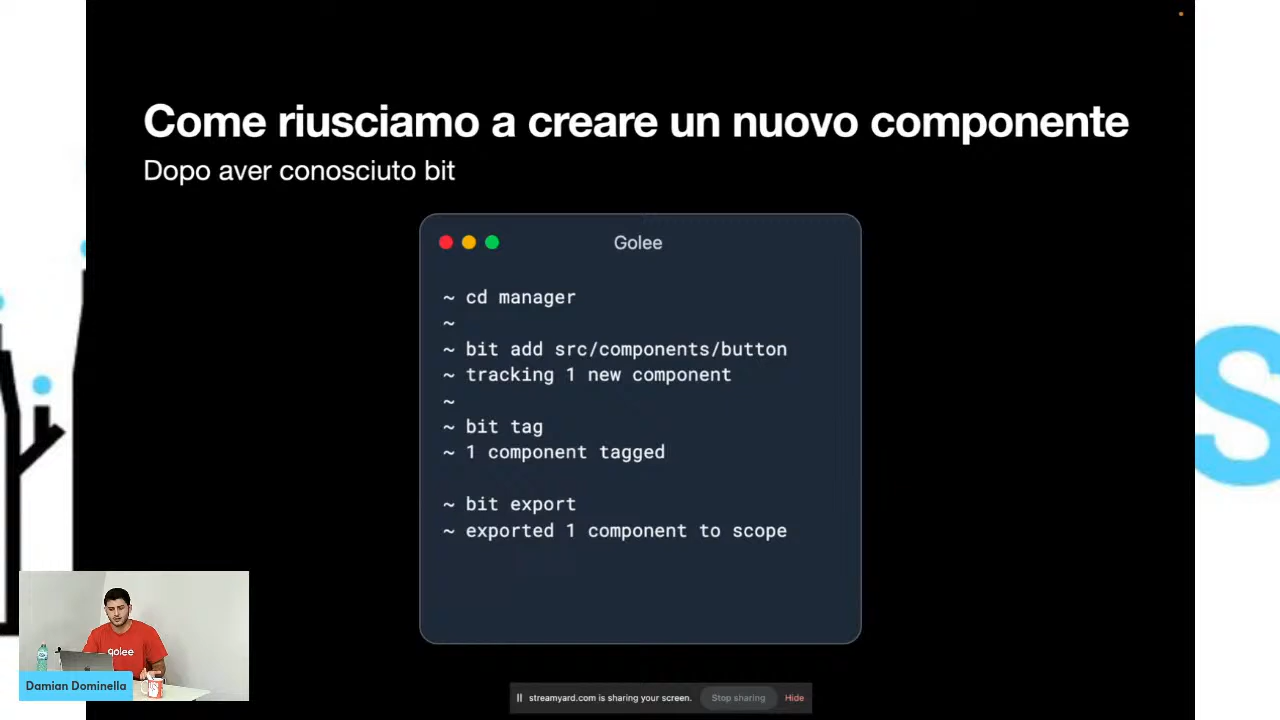 Come riusciamo a creare un nuovo componente
Dopo aver conosciuto bit
Golee
~ cd manager
~
~ bit add src/components/button
~ tracking 1 new component
~
~ bit tag
~ 1 component tagged
~ bit export
~ exported 1 component to scope
S
golee
Damian Dominella
streamyard.com is sharing your screen.
Stop sharing
Hide